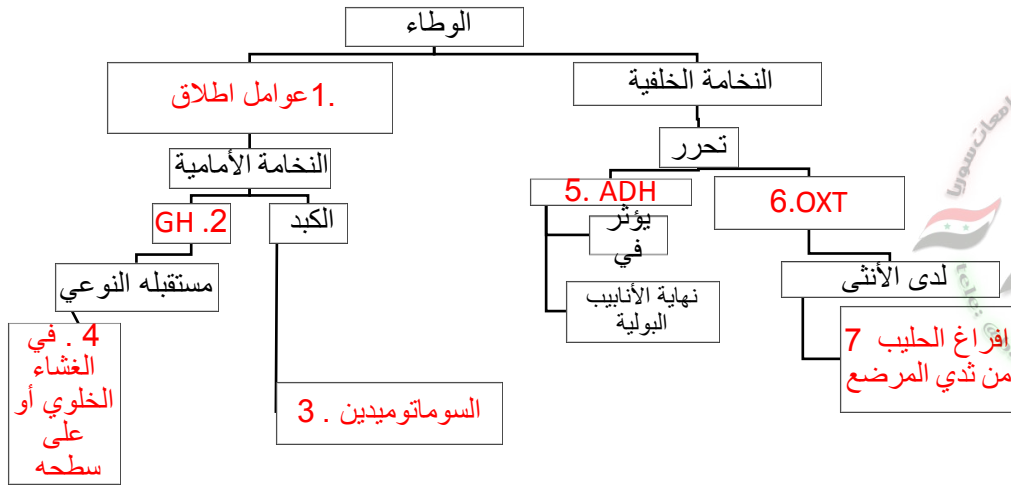 الوطاء
1.عوامل اطلاق
النخامة الخلفية
النخامة الأمامية
تحرر
GH .2
الكبد
5. ADH
6.OXT
يؤثر
في
مستقبله النوعي
لدى الأنثى
نهاية الأنابيب
البولية
4 . في
الغشاء
الخلوي أو
على
سطحه
3 . السوماتوميدين
7 افراغ الحليب
من ثدي المرضع
سوريا
tele: